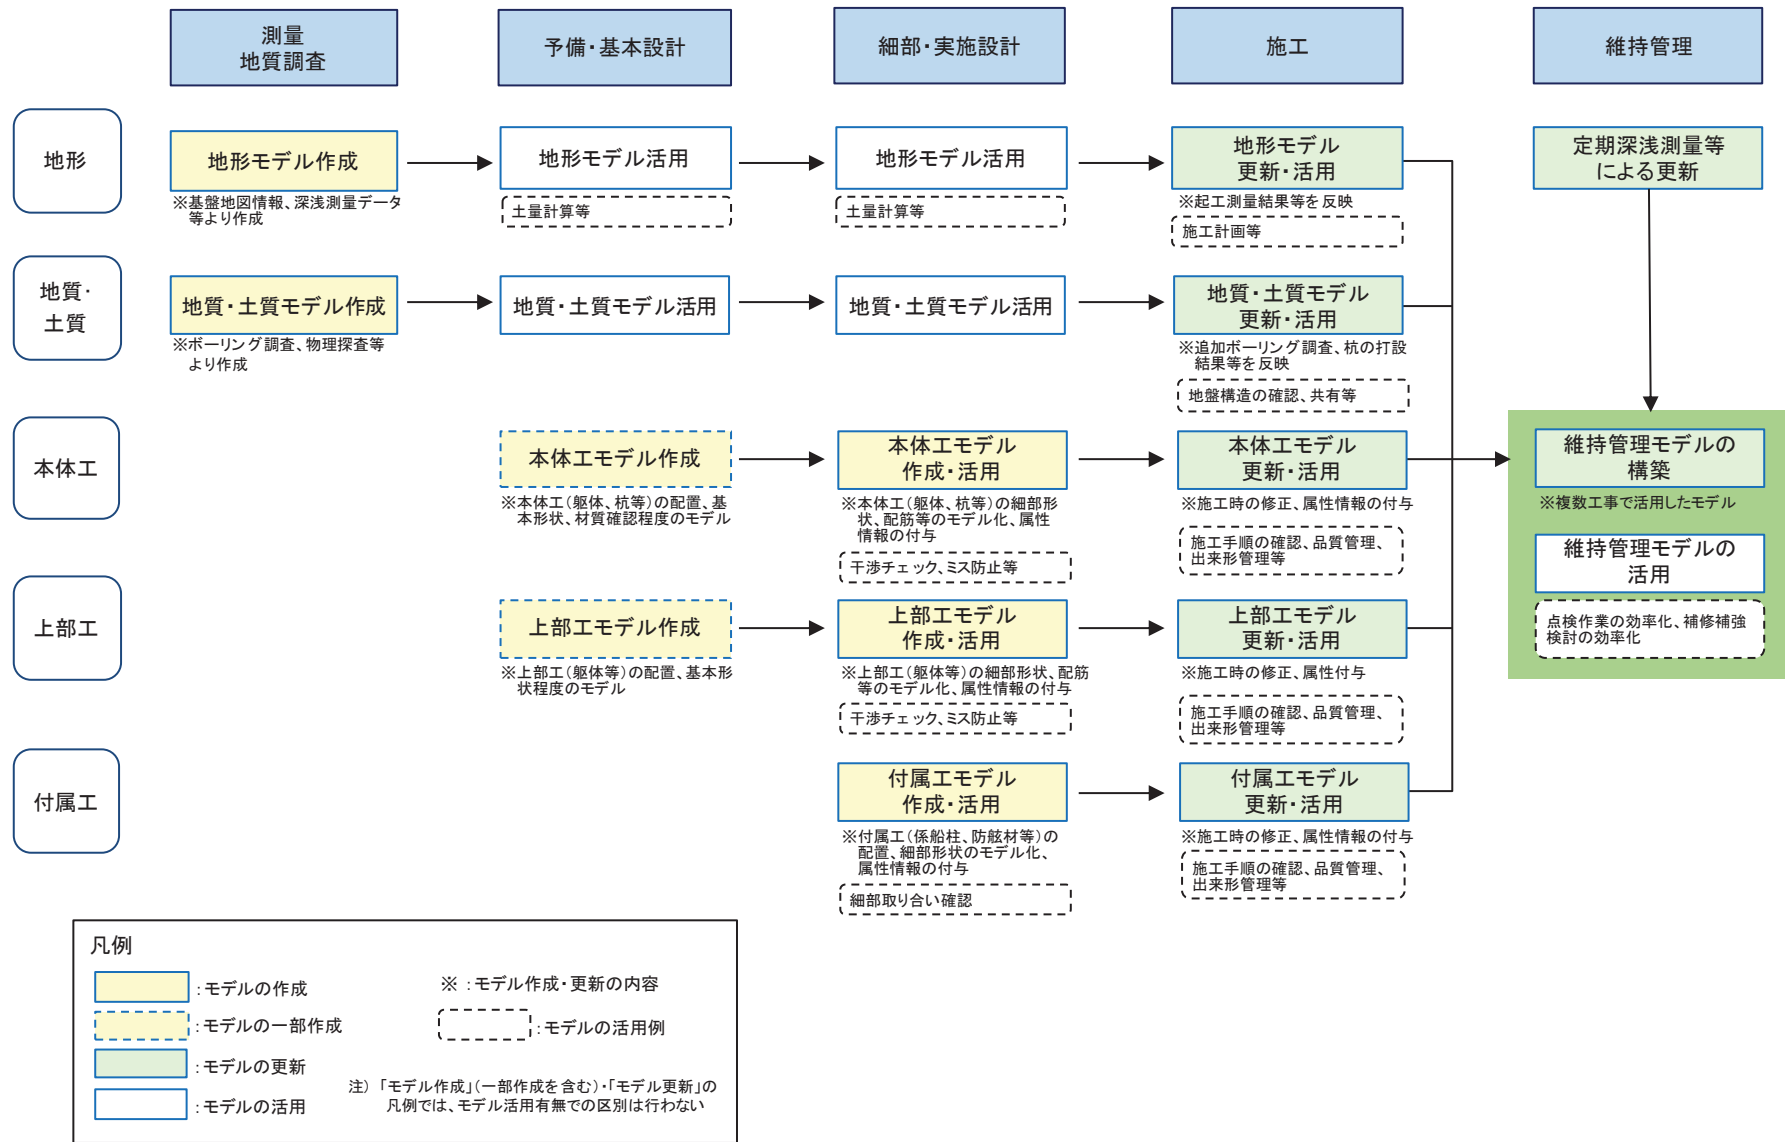 測量
地質調査
予備・基本設計
細部・実施設計
施工
維持管理
地形
地形モデル作成
※基盤地図情報、深浅測量データ
等より作成
地形モデル活用
土量計算等
地形モデル活用
土量計算等
地形モデル
更新・活用
※起工測量結果等を反映
施工計画等
定期深浅測量等
による更新
地質・
土質
地質・土質モデル作成
※ボーリング調査、物理探査等
より作成
地質・土質モデル活用
地質・土質モデル活用
地質・土質モデル
更新・活用
※追加ボーリング調査、杭の打設
結果等を反映
地盤構造の確認、共有等
本体工
本体工モデル作成
※本体工（躯体、杭等）の配置、基
本形状、材質確認程度のモデル
本体工モデル
作成・活用
※本体工（躯体、杭等）の細部形
状、配筋等のモデル化、属性
情報の付与
干渉チェック、ミス防止等
本体工モデル
更新・活用
※施工時の修正、属性情報の付与
施工手順の確認、品質管理、
出来形管理等
維持管理モデルの
構築
※複数工事で活用したモデル
維持管理モデルの
活用
点検作業の効率化、補修補強
検討の効率化
上部工
上部工モデル作成
※上部工（躯体等）の配置、基本形
状程度のモデル
上部工モデル
作成・活用
※上部工（躯体等）の細部形状、配筋
等のモデル化、属性情報の付与
干渉チェック、ミス防止等
上部工モデル
更新・活用
※施工時の修正、属性付与
施工手順の確認、品質管理、
出来形管理等
付属工
付属工モデル
作成・活用
※付属工（係船柱、防舷材等）の
配置、細部形状のモデル化、
属性情報の付与
細部取り合い確認
付属工モデル
更新・活用
※施工時の修正、属性情報の付与
施工手順の確認、品質管理、
出来形管理等
凡例
：モデルの作成
：モデルの一部作成
：モデルの更新
：モデルの活用
※ ：モデル作成・更新の内容
：モデルの活用例
注）「モデル作成」（一部作成を含む）・「モデル更新」の
凡例では、モデル活用有無での区別は行わない